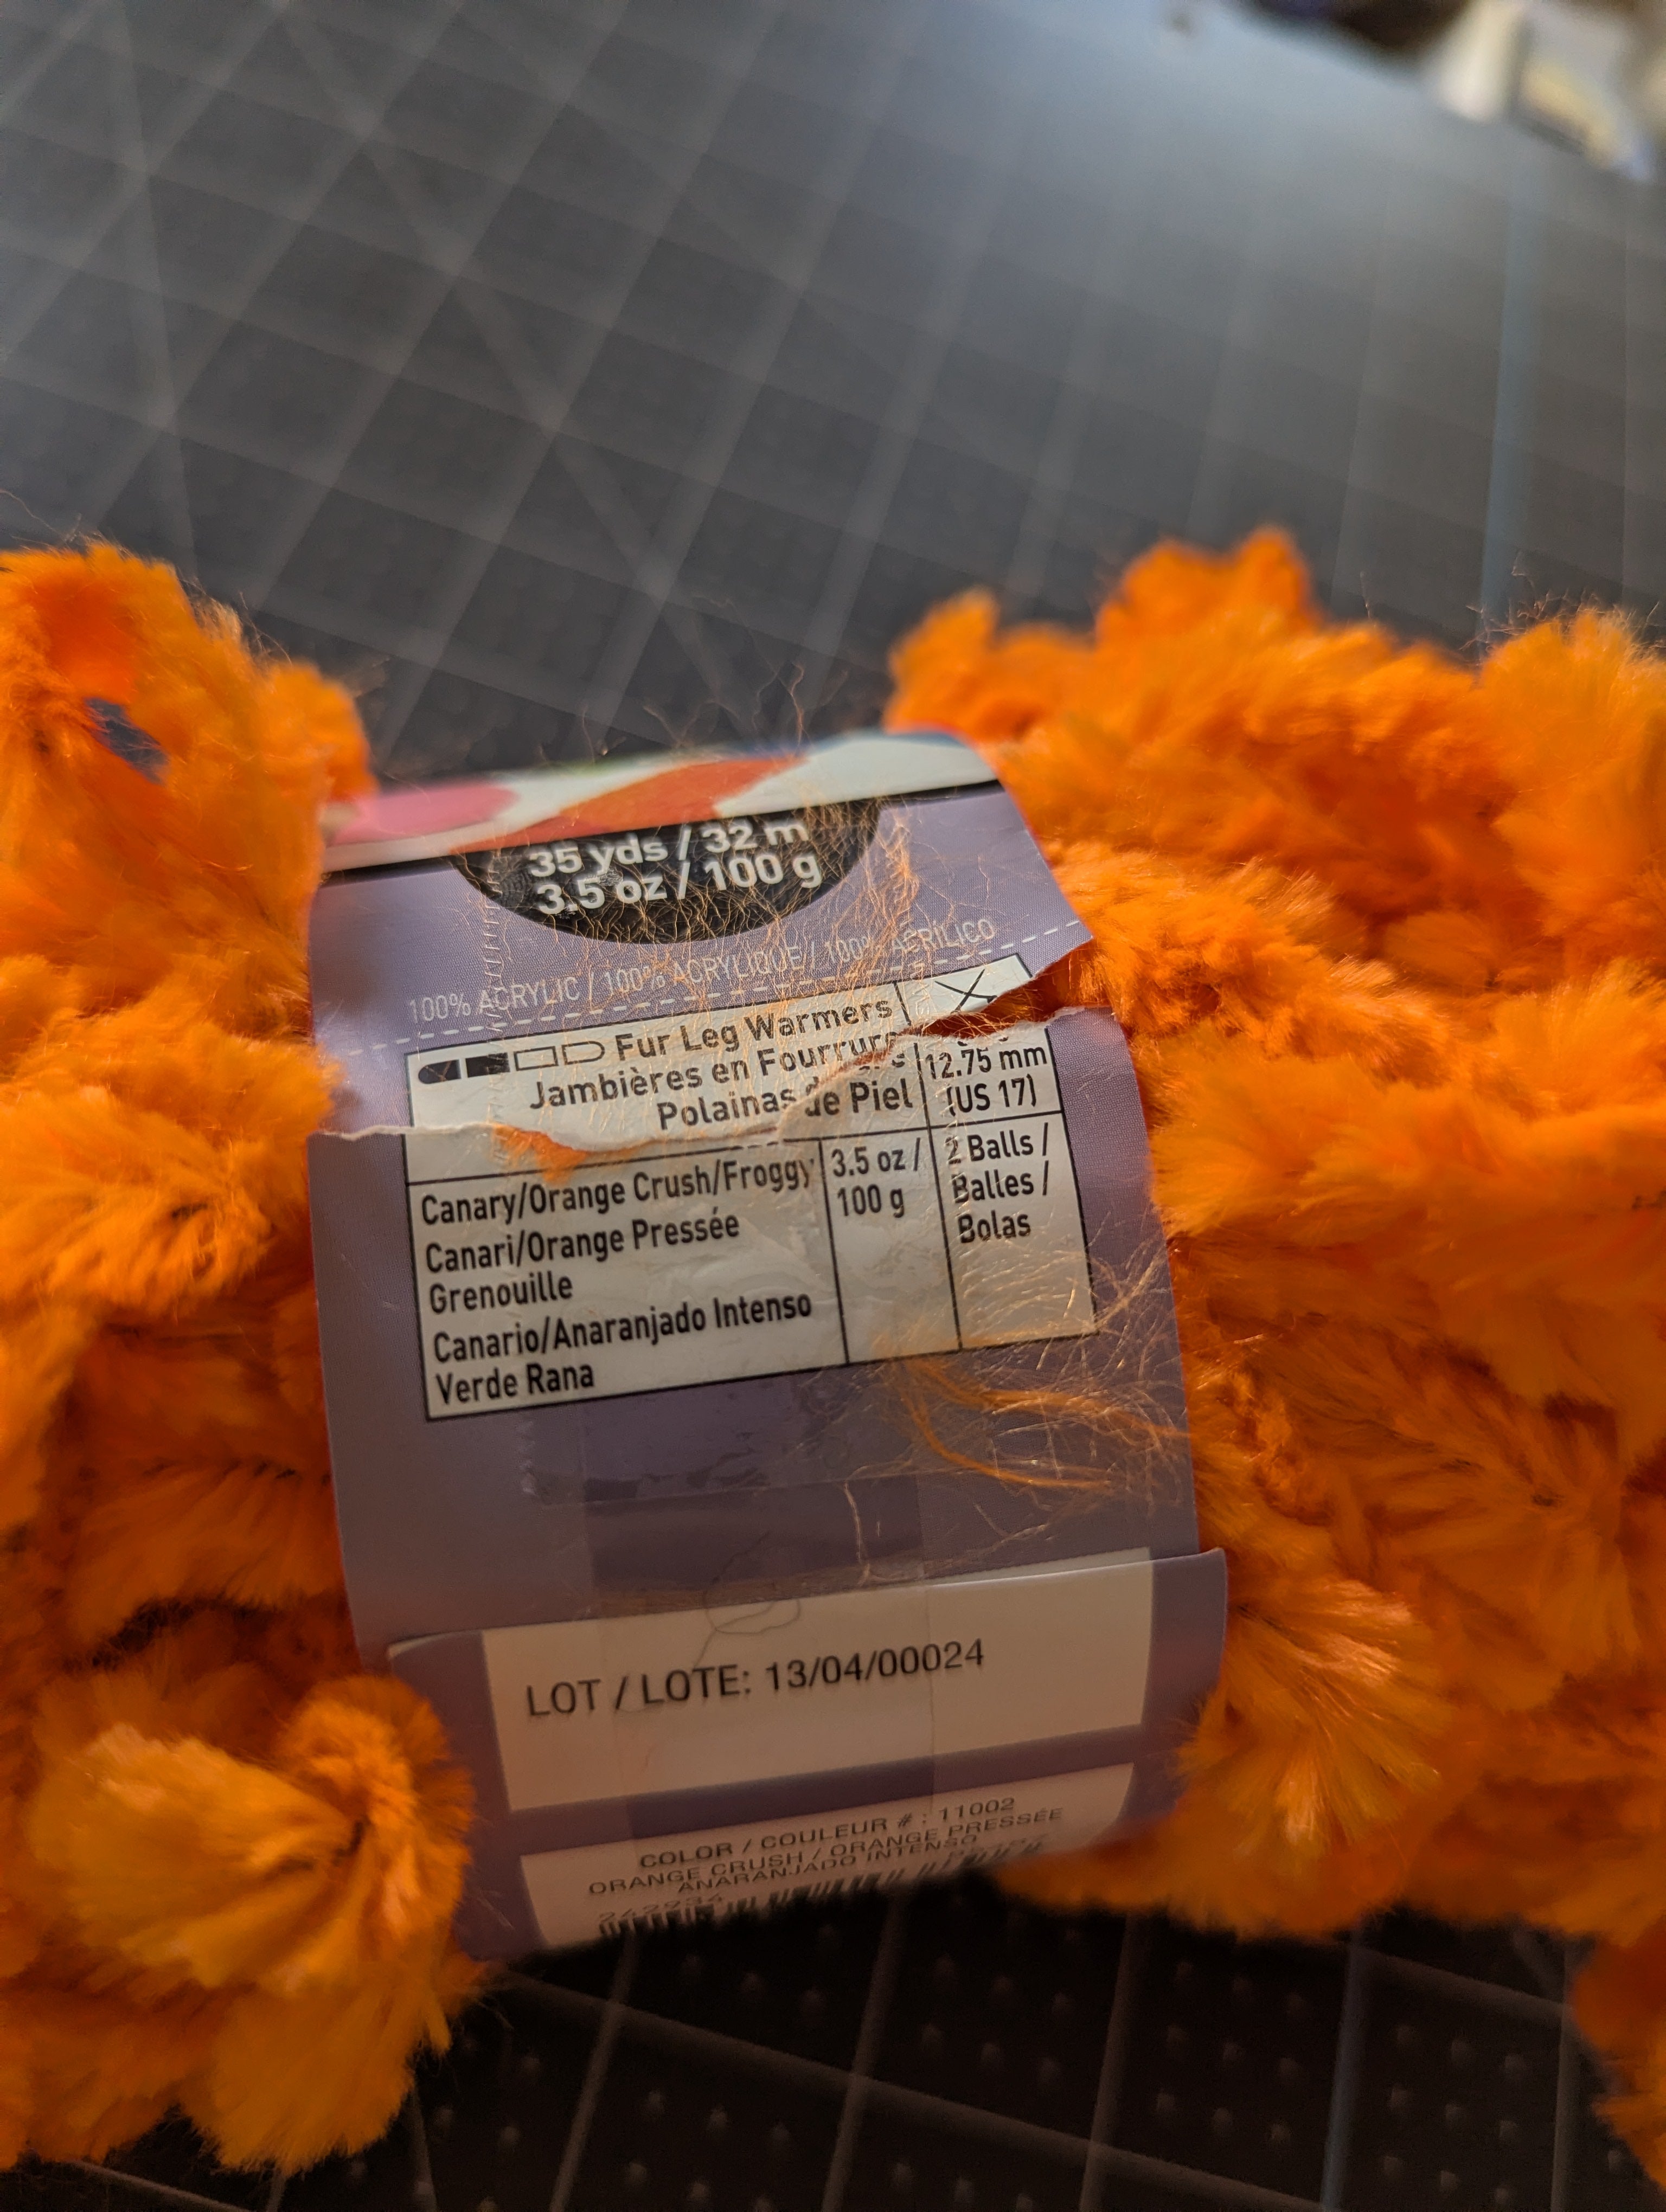 35 yds / 32 m
3.5 oz / 100 g
100% ACRYLIC / 100% ACRYLIQUE / 100% ACRÍLICO
Fur Leg Warmers
Jambières en Fourrure
Polainas de Piel
12.75 mm
(US 17)
Canary/Orange Crush/Froggy
Canari/Orange Pressée
Grenouille
Canario/Anaranjado Intenso
Verde Rana
3.5 oz /
100 g
2 Balls /
Balles /
Bolas
LOT / LOTE: 13/04/00024
COLOR / COULEUR # : 11002
ORANGE CRUSH / ORANGE PRESSÉE
ANARANJADO INTENSO